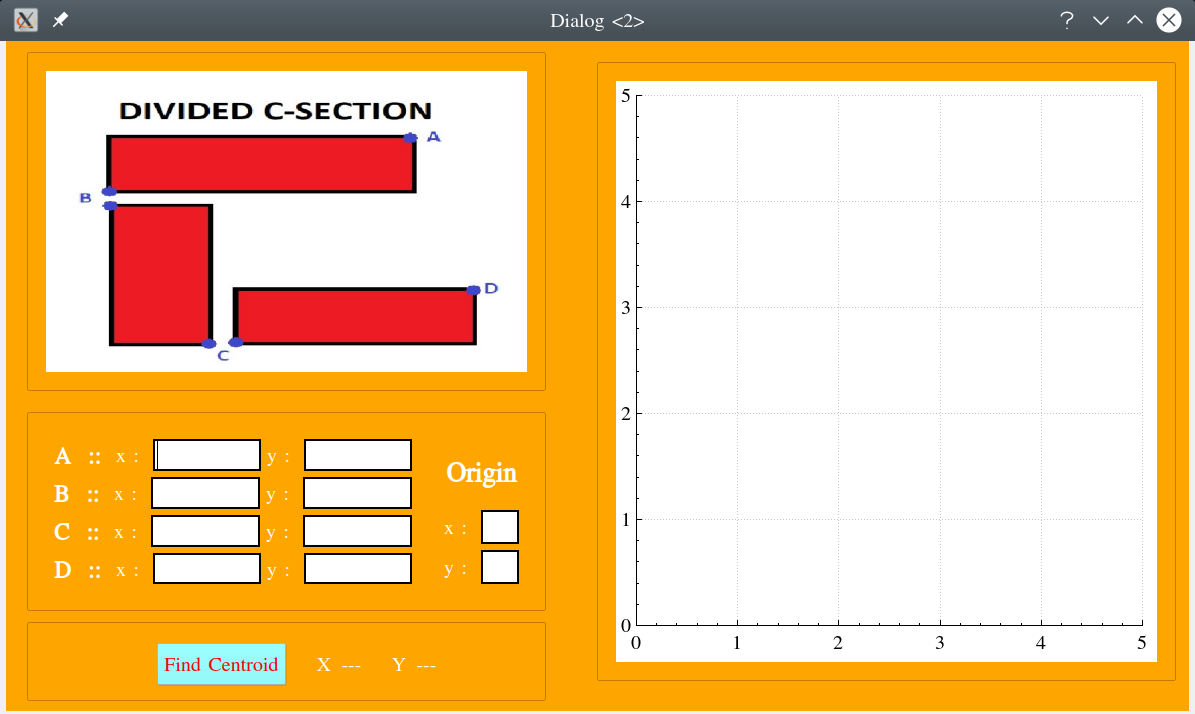 Dialog <2>
DIVIDED C-SECTION
A
B
D
C
A :: x : y :
B :: x : y :
C :: x : y :
D :: x : y :
Origin
x :
y :
Find Centroid X --- Y ---
5
4
3
2
1
0
0 1 2 3 4 5